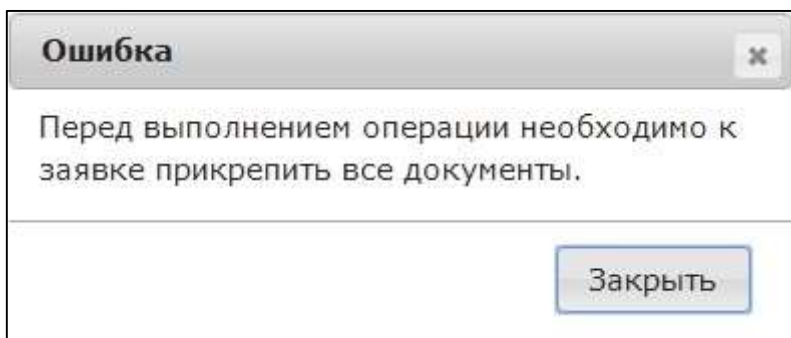 Ошибка
Перед выполнением операции необходимо к
заявке прикрепить все документы.
Закрыть